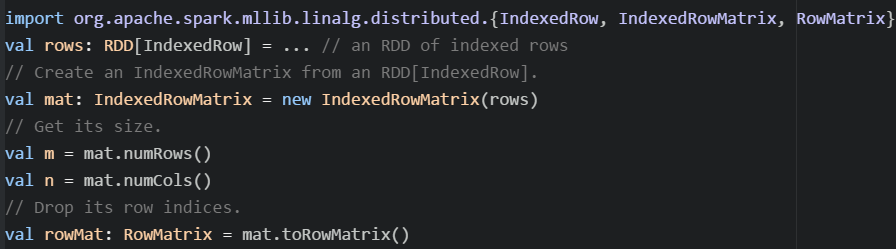 import org.apache.spark.mllib.linalg.distributed.{IndexedRow, IndexedRowMatrix, RowMatrix}
val rows: RDD[IndexedRow] = ... // an RDD of indexed rows
// Create an IndexedRowMatrix from an RDD[IndexedRow].
val mat: IndexedRowMatrix = new IndexedRowMatrix(rows)
// Get its size.
val m = mat.numRows()
val n = mat.numCols()
// Drop its row indices.
val rowMat: RowMatrix = mat.toRowMatrix()